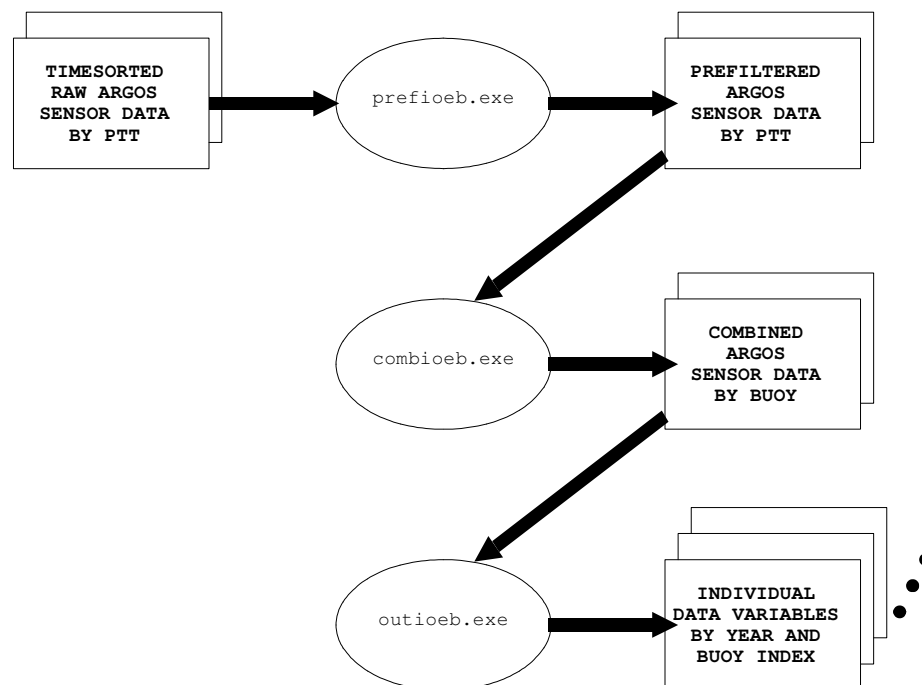 TIMESORTED
RAW ARGOS
SENSOR DATA
BY PTT
prefioeb.exe
PREFILTERED
ARGOS
SENSOR DATA
BY PTT
combioeb.exe
COMBINED
ARGOS
SENSOR DATA
BY BUOY
outioeb.exe
INDIVIDUAL
DATA VARIABLES
BY YEAR AND
BUOY INDEX